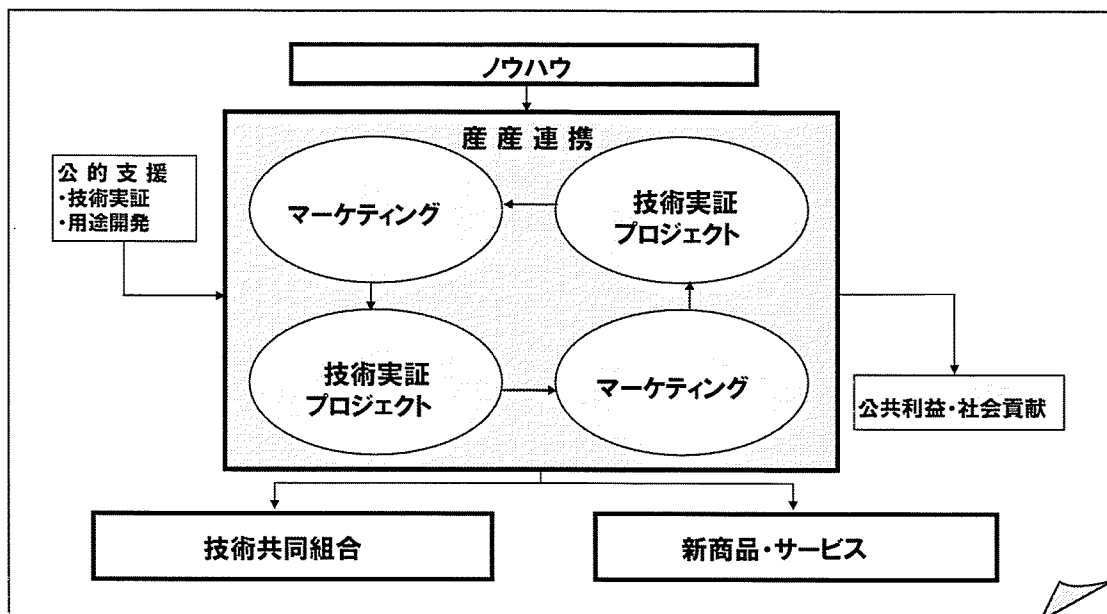 ノウハウ
産産連携
公的支援
・技術実証
・用途開発
マーケティング
技術実証
プロジェクト
技術実証
プロジェクト
マーケティング
公共利益・社会貢献
技術共同組合
新商品・サービス